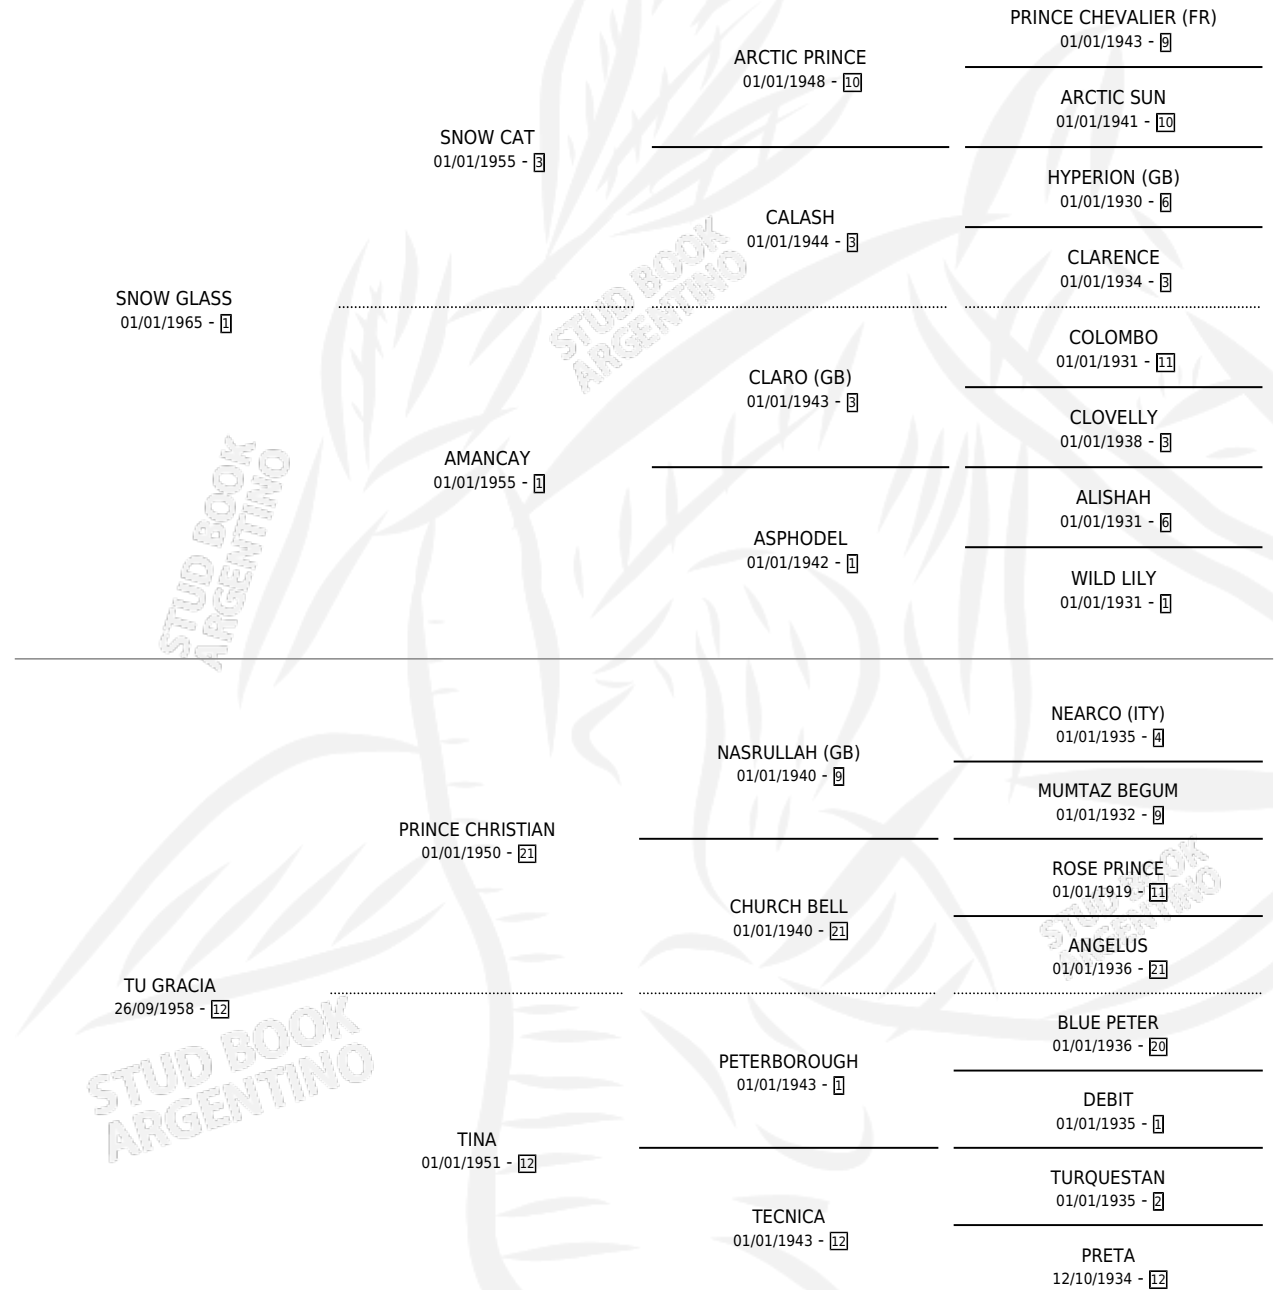 PRINCE CHEVALIER (FR)
01/01/1943 - 9
ARCTIC PRINCE
01/01/1948 - 10
ARCTIC SUN
01/01/1941 - 10
SNOW CAT
01/01/1955 - 3
HYPERION (GB)
01/01/1930 - 6
CALASH
01/01/1944 - 3
CLARENCE
01/01/1934 - 3
SNOW GLASS
01/01/1965 - 1
COLOMBO
01/01/1931 - 11
CLARO (GB)
01/01/1943 - 3
CLOVELLY
01/01/1938 - 3
AMANCAY
01/01/1955 - 1
ALISHAH
01/01/1931 - 6
ASPHODEL
01/01/1942 - 1
WILD LILY
01/01/1931 - 1
NEARCO (ITY)
01/01/1935 - 4
NASRULLAH (GB)
01/01/1940 - 9
MUMTAZ BEGUM
01/01/1932 - 9
PRINCE CHRISTIAN
01/01/1950 - 21
ROSE PRINCE
01/01/1919 - 11
CHURCH BELL
01/01/1940 - 21
ANGELUS
01/01/1936 - 21
TU GRACIA
26/09/1958 - 12
BLUE PETER
01/01/1936 - 20
PETERBOROUGH
01/01/1943 - 1
DEBIT
01/01/1935 - 1
TINA
01/01/1951 - 12
TURQUESTAN
01/01/1935 - 2
TECNICA
01/01/1943 - 12
PRETA
12/10/1934 - 12
STUD BOOK
ARGENTINO
STUD BOOK
ARGENTINO
STUD BOOK
ARGENTINO
STUD BOOK
ARGENTINO